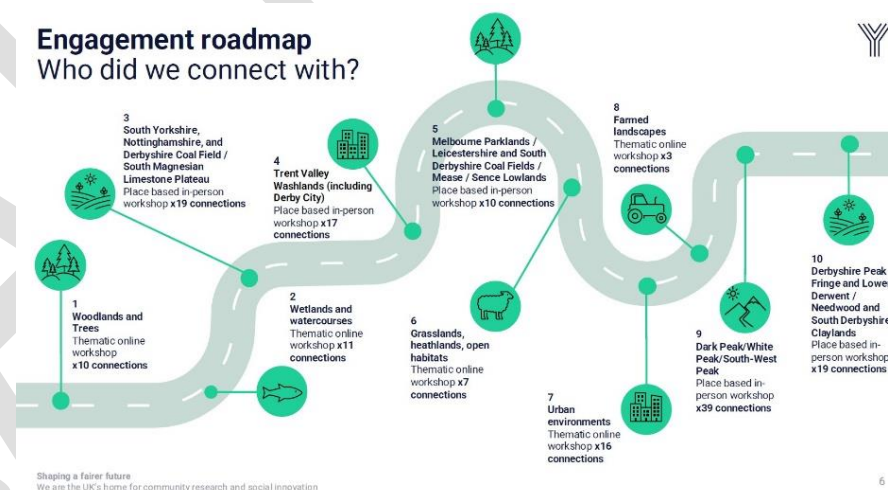 Engagement roadmap
Who did we connect with?
3
South Yorkshire,
Nottinghamshire, and
Derbyshire Coal Field /
South Magnesian
Limestone Plateau
Place based in-person
workshop x19 connections
4
Trent Valley
Washlands (including
Derby City)
Place based in-person
workshop x17
connections
5
Melbourne Parklands /
Leicestershire and South
Derbyshire Coal Fields /
Mease / Sence Lowlands
Place based in-person
workshop x10 connections
8
Farmed
landscapes
Thematic online
workshop x3
connections
1
Woodlands and
Trees
Thematic online
workshop
x10 connections
2
Wetlands and
watercourses
Thematic online
workshop x11
connections
6
Grasslands,
heathlands, open
habitats
Thematic online
workshop x7
connections
7
Urban
environments
Thematic online
workshop x16
connections
9
Dark Peak/White
Peak/South-West
Peak
Place based in-
person workshop
x39 connections
10
Derbyshire Peak
Fringe and Lower
Derwent /
Needwood and
South Derbyshire
Claylands
Place based in-
person workshop
x19 connections
Shaping a fairer future
We are the UK's home for community research and social innovation
6